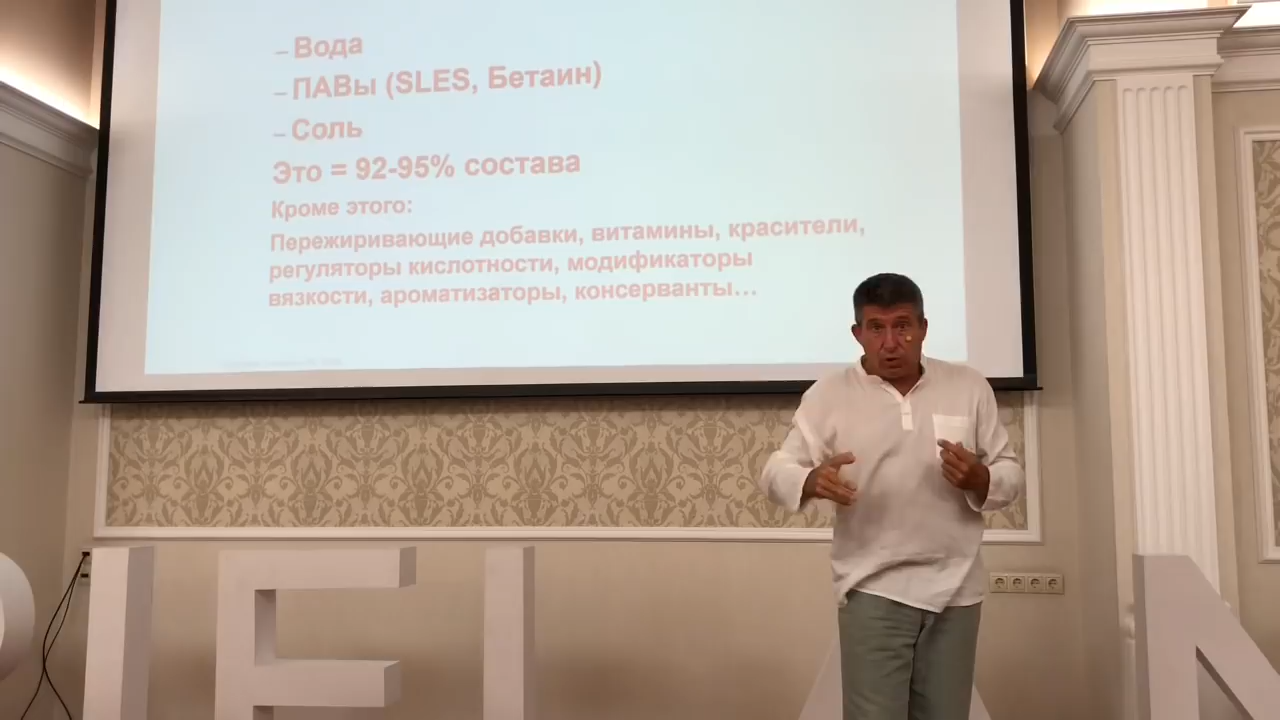 – Вода
– ПАВы (SLES, Бетаин)
– Соль
Это = 92-95% состава
Кроме этого:
Пережиривающие добавки, витамины, красители,
регуляторы кислотности, модификаторы
вязкости, ароматизаторы, консерванты...